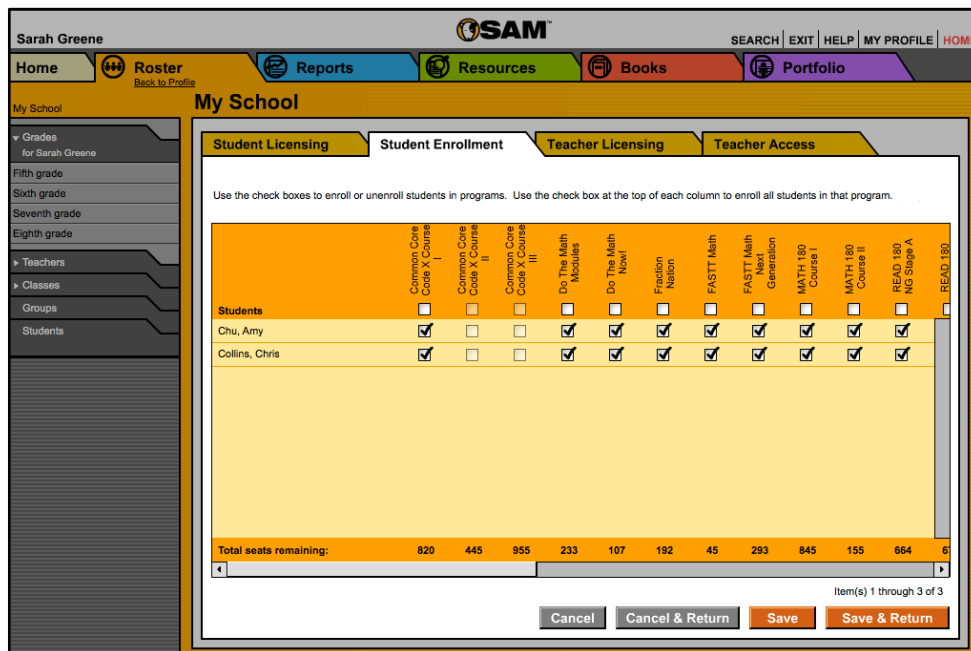 Sarah Greene
SAM™
SEARCH EXIT HELP MY PROFILE HOM
Home
Roster
Back to Profile
Reports
Resources
Books
Portfolio
My School
My School
Grades
for Sarah Greene
Fifth grade
Sixth grade
Seventh grade
Eighth grade
Teachers
Classes
Groups
Students
Student Licensing
Student Enrollment
Teacher Licensing
Teacher Access
Use the check boxes to enroll or unenroll students in programs. Use the check box at the top of each column to enroll all students in that program.
Common Core
Code X Course
I
Common Core
Code X Course
II
Common Core
Code X Course
III
Do The Math
Modules
Do The Math
Now!
Fraction
Nation
FASTT Math
FASTT Math
Next
Generation
MATH 180
Course I
MATH 180
Course II
READ 180
NG Stage A
READ 180
Students
Chu, Amy
Collins, Chris
Total seats remaining: 820 445 955 233 107 192 45 293 845 155 664 6
Item(s) 1 through 3 of 3
Cancel
Cancel & Return
Save
Save & Return